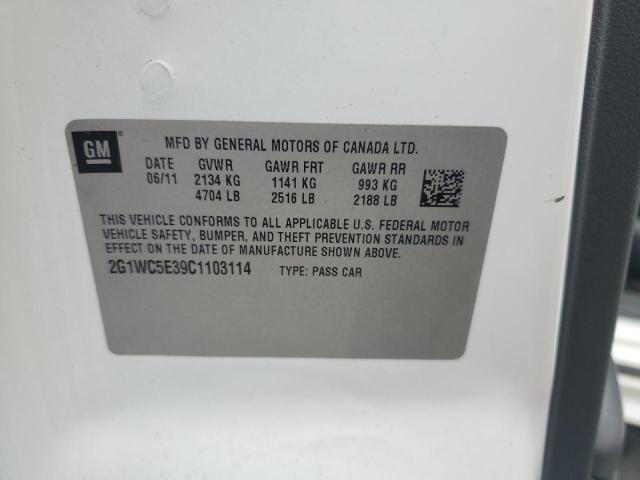 GM
MFD BY GENERAL MOTORS OF CANADA LTD.
DATE GVWR GAWR FRT GAWR RR
06/11 2134 KG 1141 KG 993 KG
4704 LB 2516 LB 2188 LB
THIS VEHICLE CONFORMS TO ALL APPLICABLE U.S. FEDERAL MOTOR
VEHICLE SAFETY, BUMPER, AND THEFT PREVENTION STANDARDS IN
EFFECT ON THE DATE OF MANUFACTURE SHOWN ABOVE.
2G1WC5E39C1103114 TYPE: PASS CAR